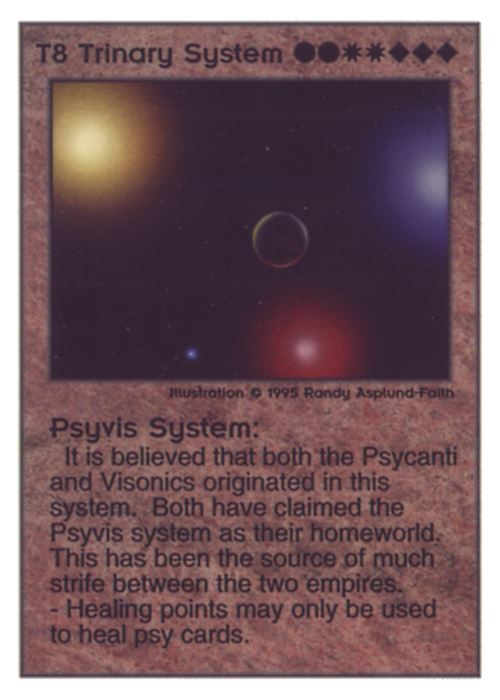 T8 Trinary System
Illustration © 1995 Randy Asplund-Faith
Psyvis System:
It is believed that both the Psycanti
and Visonics originated in this
system. Both have claimed the
Psyvis system as their homeworld.
This has been the source of much
strife between the two empires.
- Healing points may only be used
to heal psy cards.